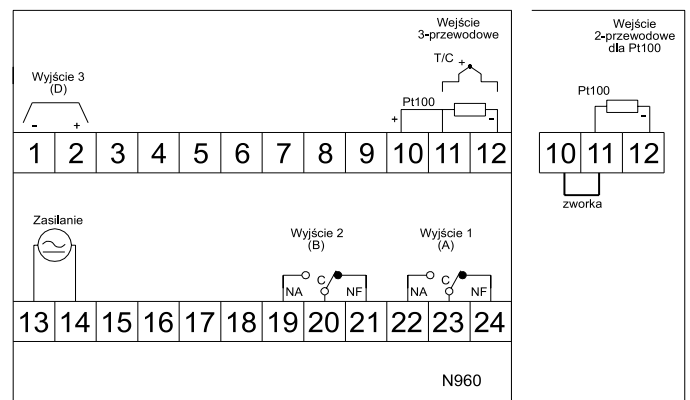 Wejście
3-przewodowe
T/C +
Wyjście 3
(D)
- +
Pt100
+ -
1 2 3 4 5 6 7 8 9 10 11 12
Zasilanie
Wyjście 2
(B)
Wyjście 1
(A)
NA C NF NA C NF
13 14 15 16 17 18 19 20 21 22 23 24
N960
Wejście
2-przewodowe
dla Pt100
Pt100
-
10 11 12
zworka